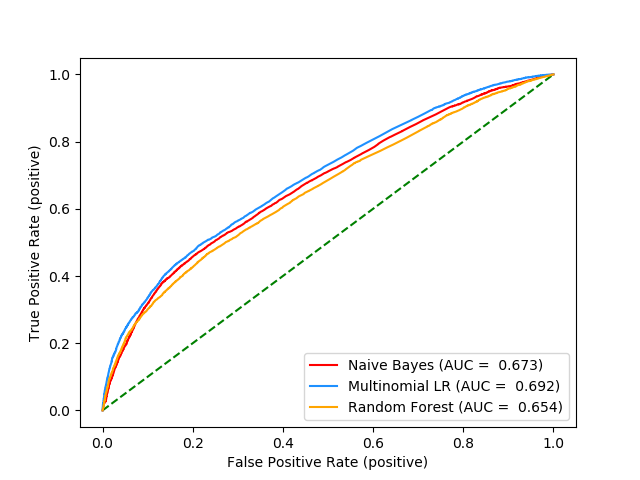 1.0
0.8
0.6
0.4
0.2
0.0
True Positive Rate (positive)
Naive Bayes (AUC =  0.673)
Multinomial LR (AUC =  0.692)
Random Forest (AUC =  0.654)
0.0 0.2 0.4 0.6 0.8 1.0
False Positive Rate (positive)